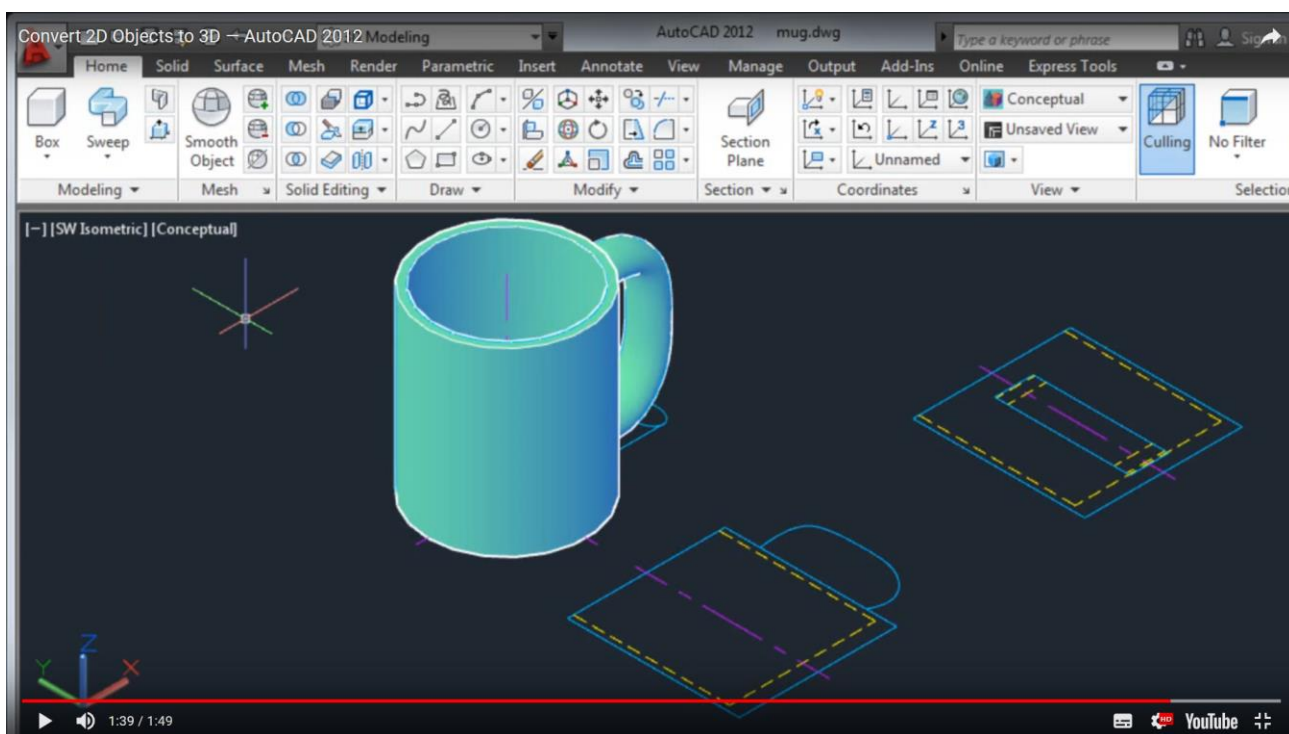 Convert 2D Objects to 3D — AutoCAD 2012
Modeling
AutoCAD 2012 mug.dwg
Type a keyword or phrase
Home Solid Surface Mesh Render Parametric Insert Annotate View Manage Output Add-Ins Online Express Tools
Box
Sweep
Smooth
Object
Section
Plane
Unnamed
Conceptual
Unsaved View
Culling
No Filter
Modeling
Mesh
Solid Editing
Draw
Modify
Section
Coordinates
View
[–] [SW Isometric] [Conceptual]
Z
Y
X
1:39 / 1:49
HD
YouTube